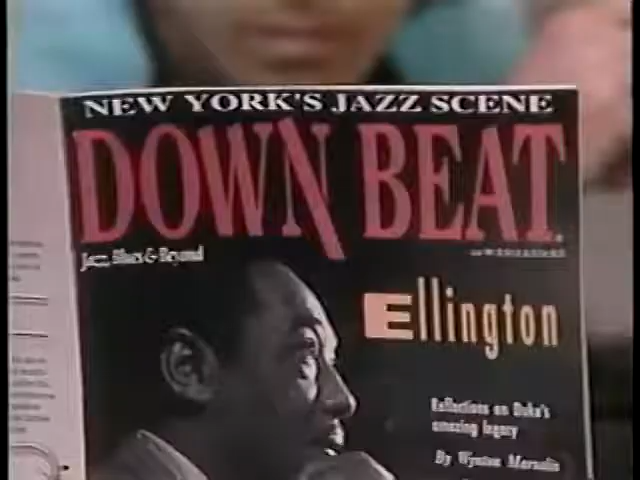 NEW YORK'S JAZZ SCENE
DOWN BEAT
Jazz, Blues & Beyond
Ellington
Reflections on Duke's
amazing legacy
By Wynton Marsalis